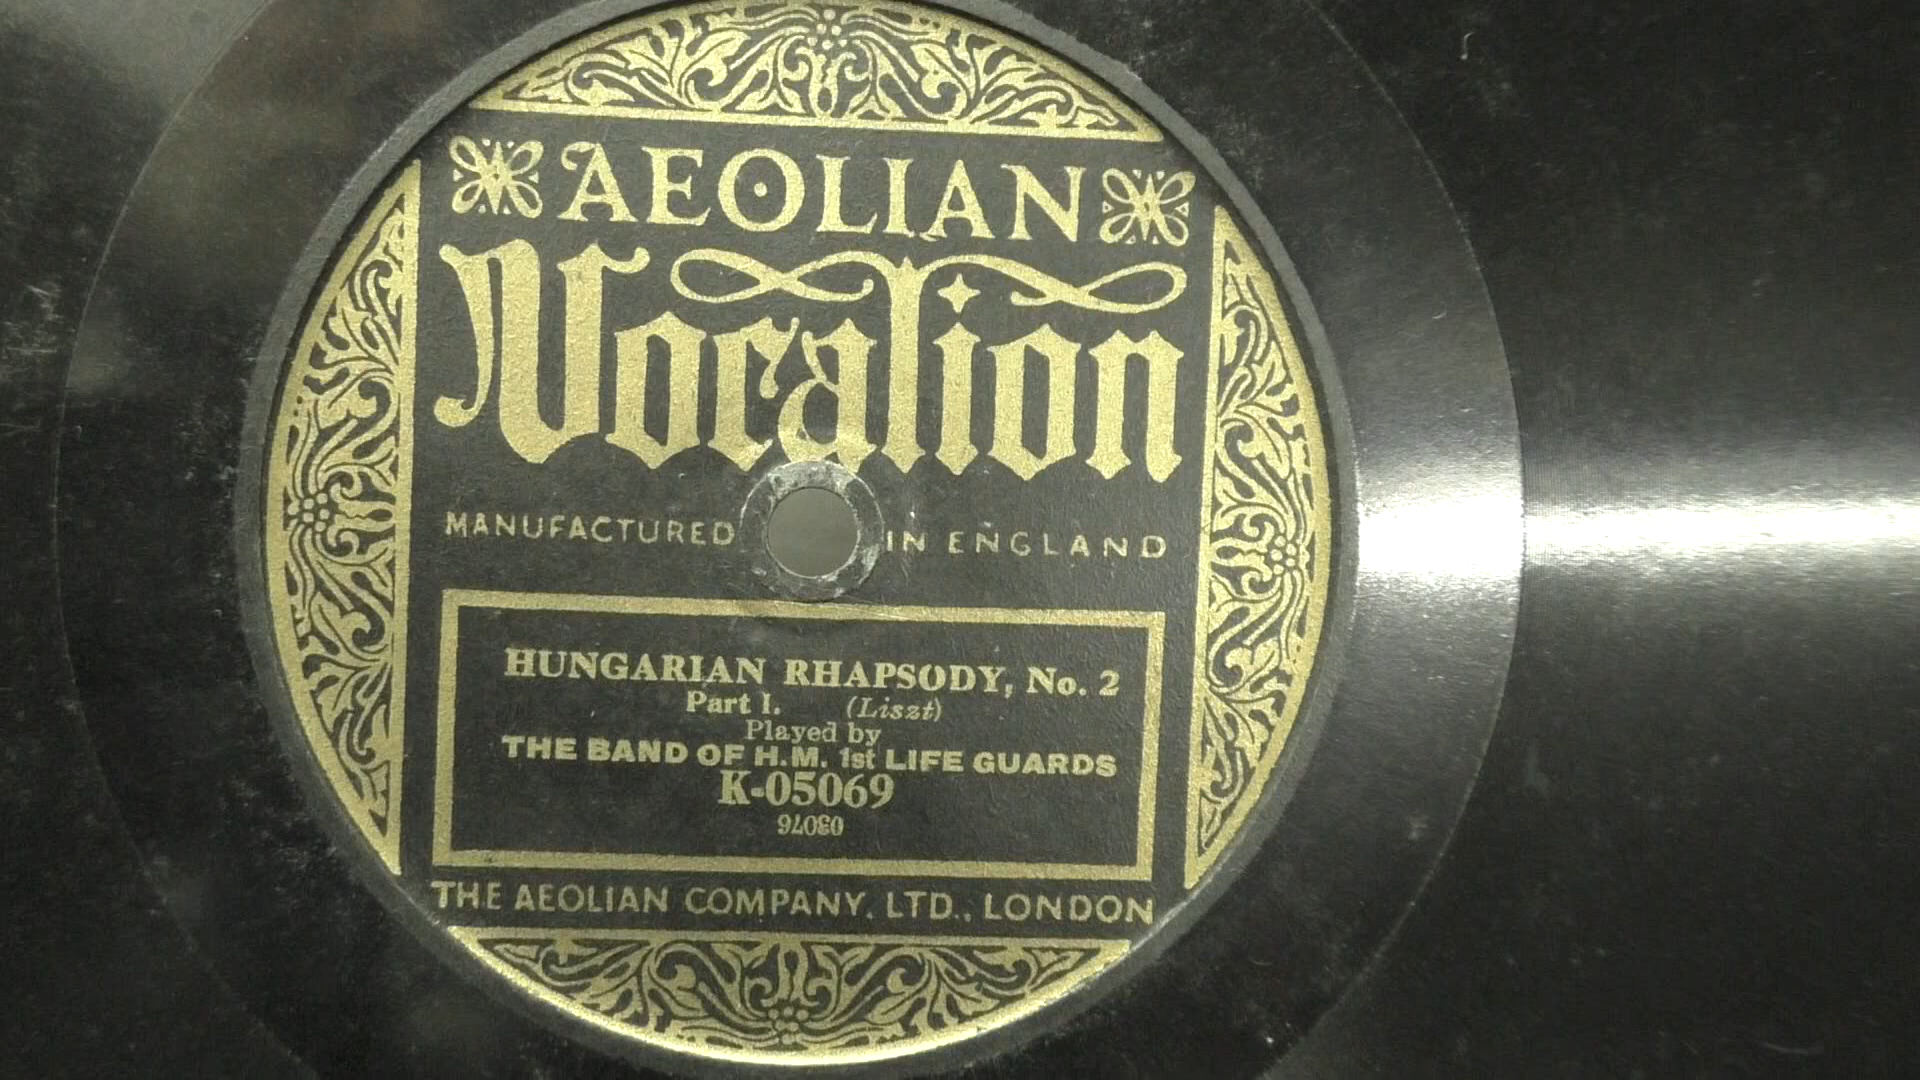 AEOLIAN
Vocalion
MANUFACTURED IN ENGLAND
HUNGARIAN RHAPSODY, No. 2
Part I. (Liszt)
Played by
THE BAND OF H.M. 1st LIFE GUARDS
K-05069
03076
THE AEOLIAN COMPANY, LTD., LONDON